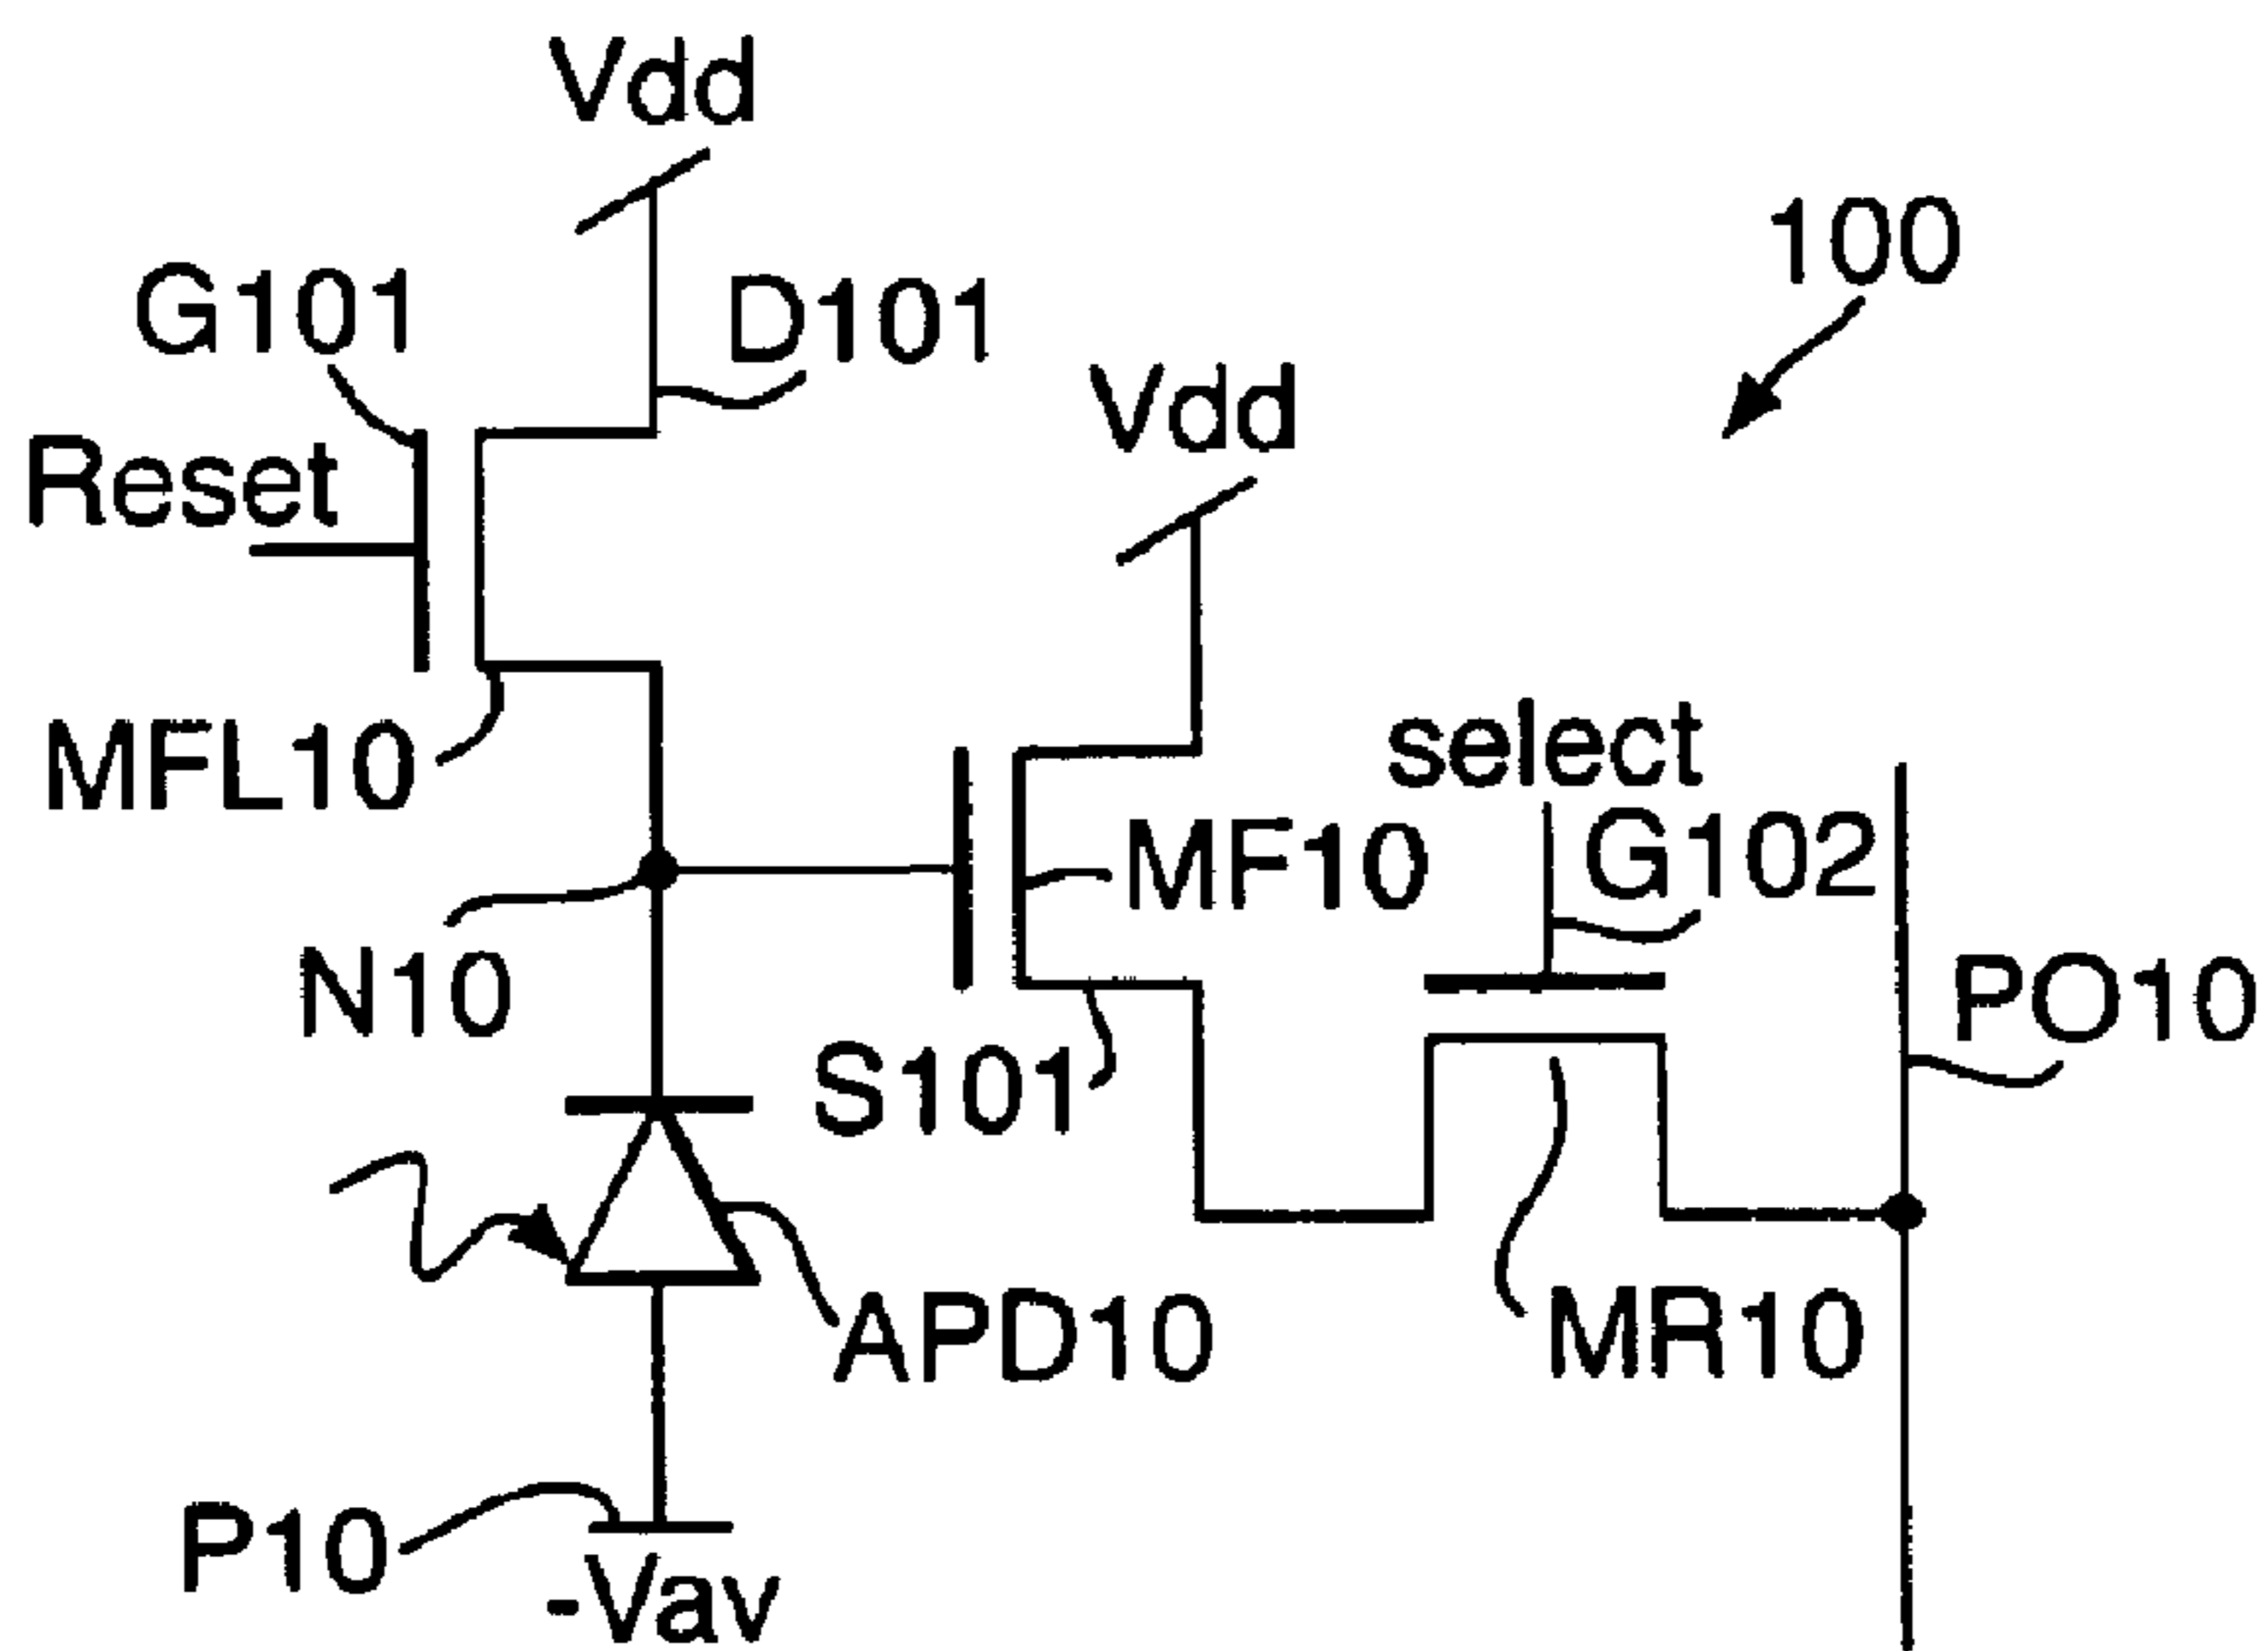 Vdd
100
G101
D101
Vdd
Reset
select
MFL10
MF10
G102
N10
PO10
S101
APD10
MR10
P10
-Vav